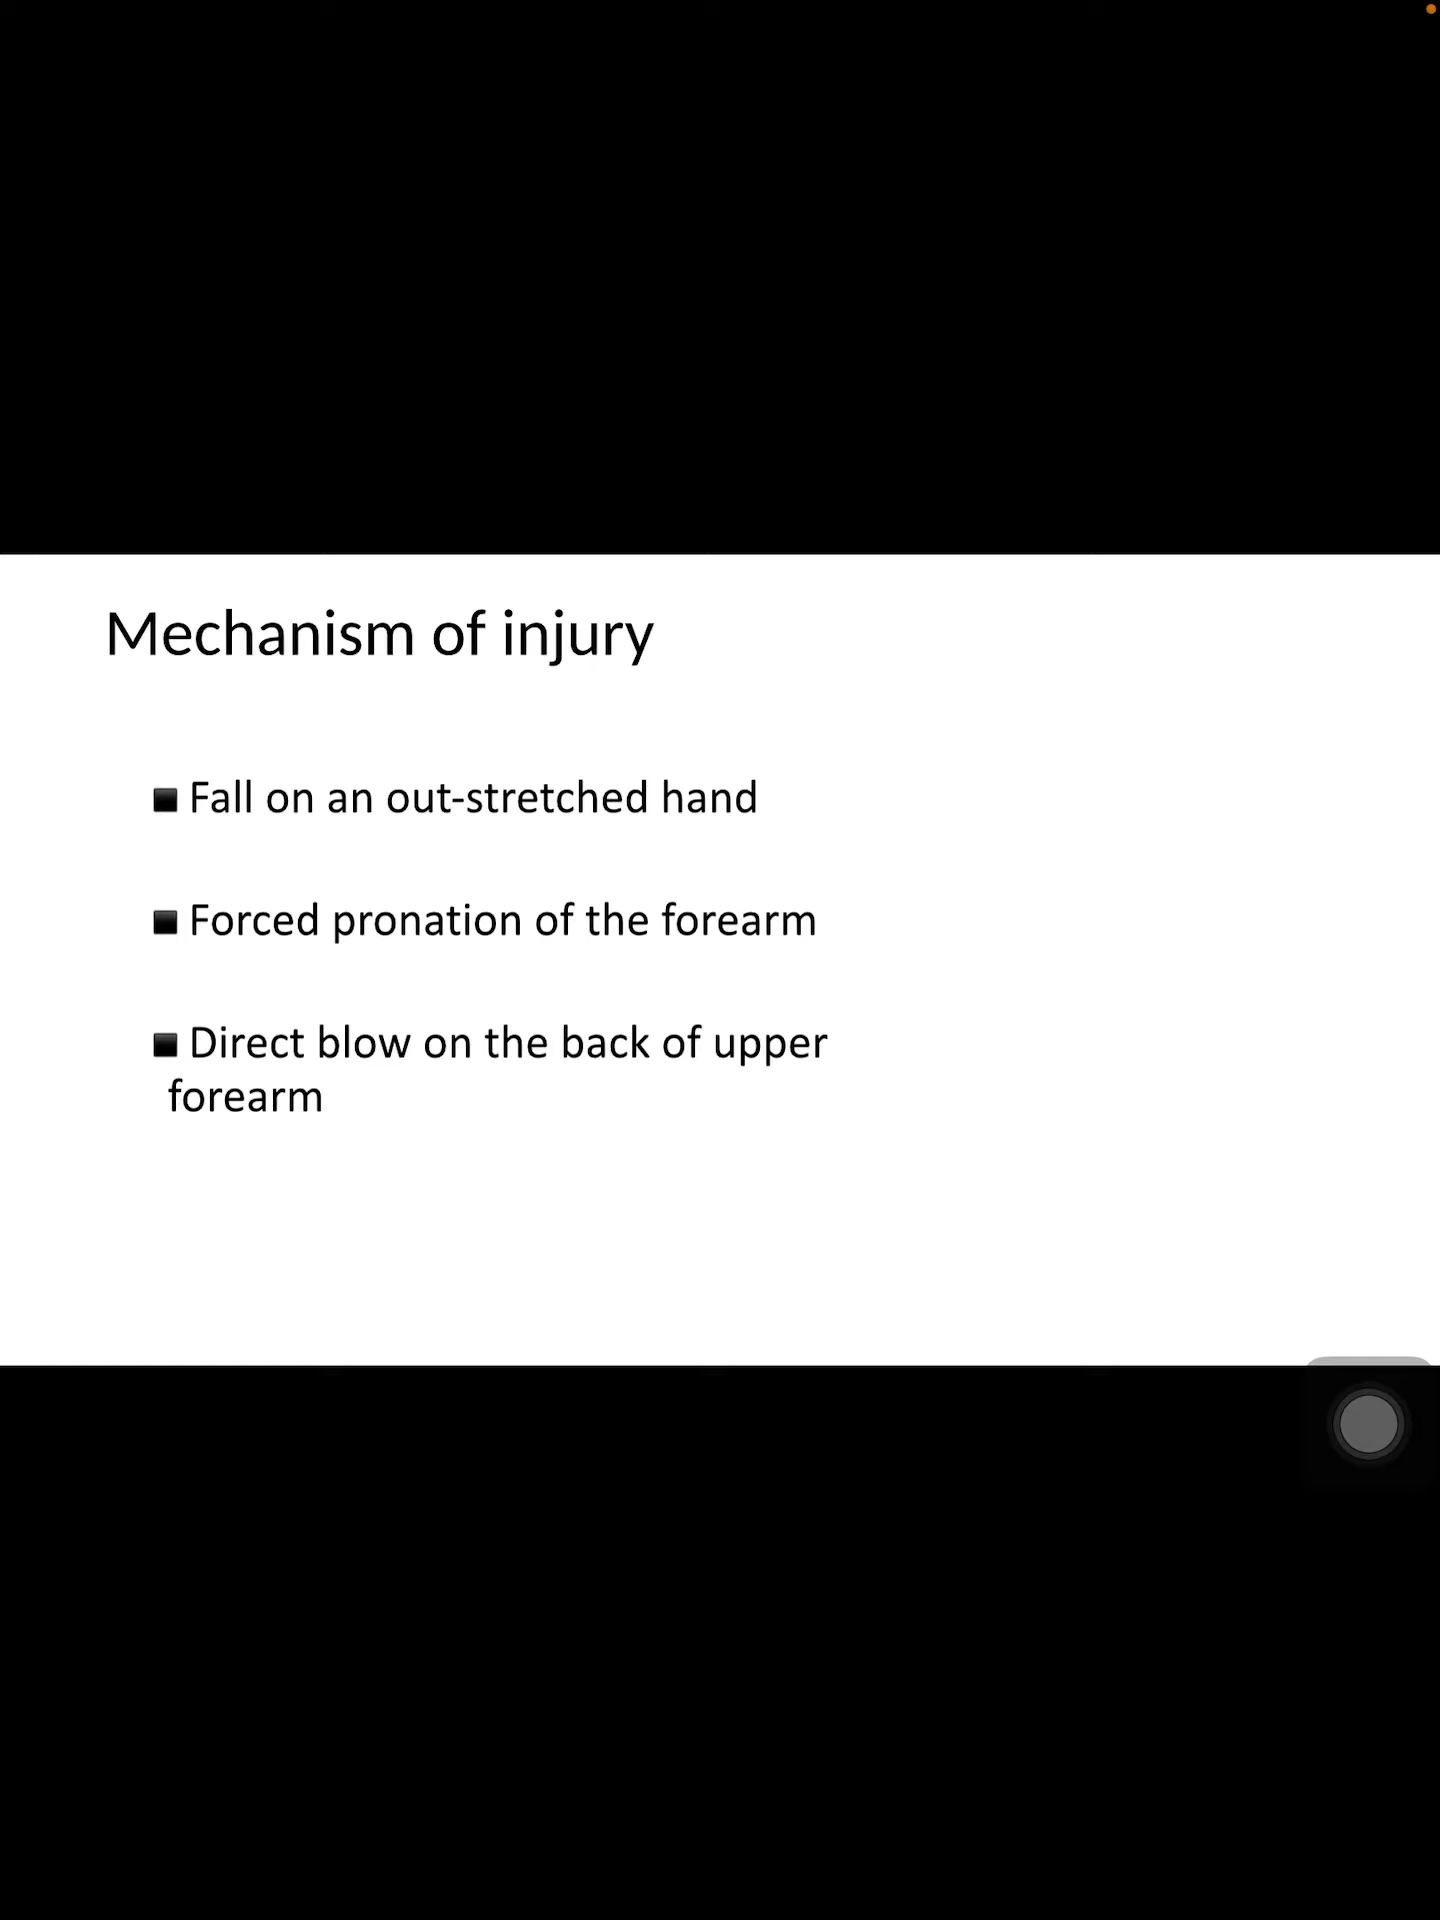 Mechanism of injury
▪ Fall on an out-stretched hand
▪ Forced pronation of the forearm
▪ Direct blow on the back of upper
forearm